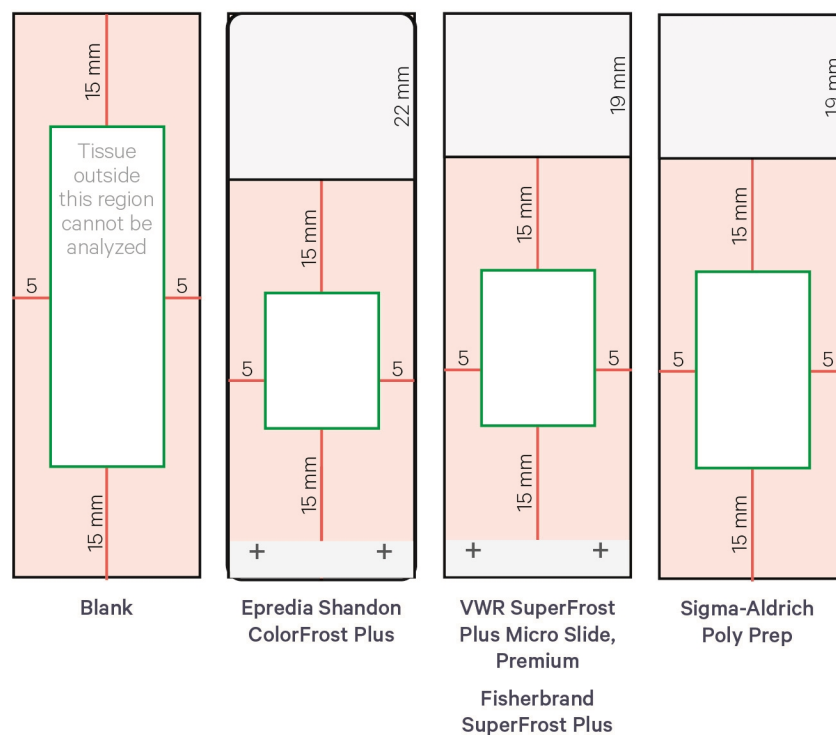 15 mm
Tissue
outside
this region
cannot be
analyzed
5
5
15 mm
Blank
22 mm
15 mm
5
5
15 mm
+ +
Epredia Shandon
ColorFrost Plus
19 mm
15 mm
5
5
15 mm
+ +
VWR SuperFrost
Plus Micro Slide,
Premium
Fisherbrand
SuperFrost Plus
19 mm
15 mm
5
5
15 mm
Sigma-Aldrich
Poly Prep